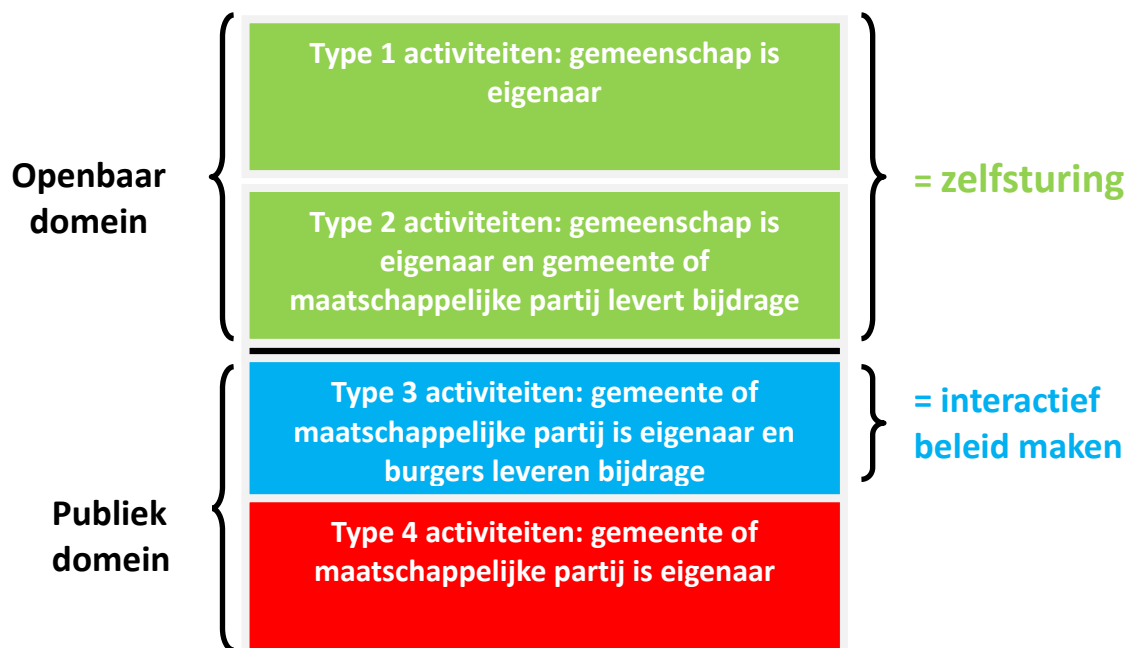 Type 1 activiteiten: gemeenschap is
eigenaar
Openbaar
domein
= zelfsturing
Type 2 activiteiten: gemeenschap is
eigenaar en gemeente of
maatschappelijke partij levert bijdrage
Type 3 activiteiten: gemeente of
maatschappelijke partij is eigenaar en
burgers leveren bijdrage
= interactief
beleid maken
Publiek
domein
Type 4 activiteiten: gemeente of
maatschappelijke partij is eigenaar